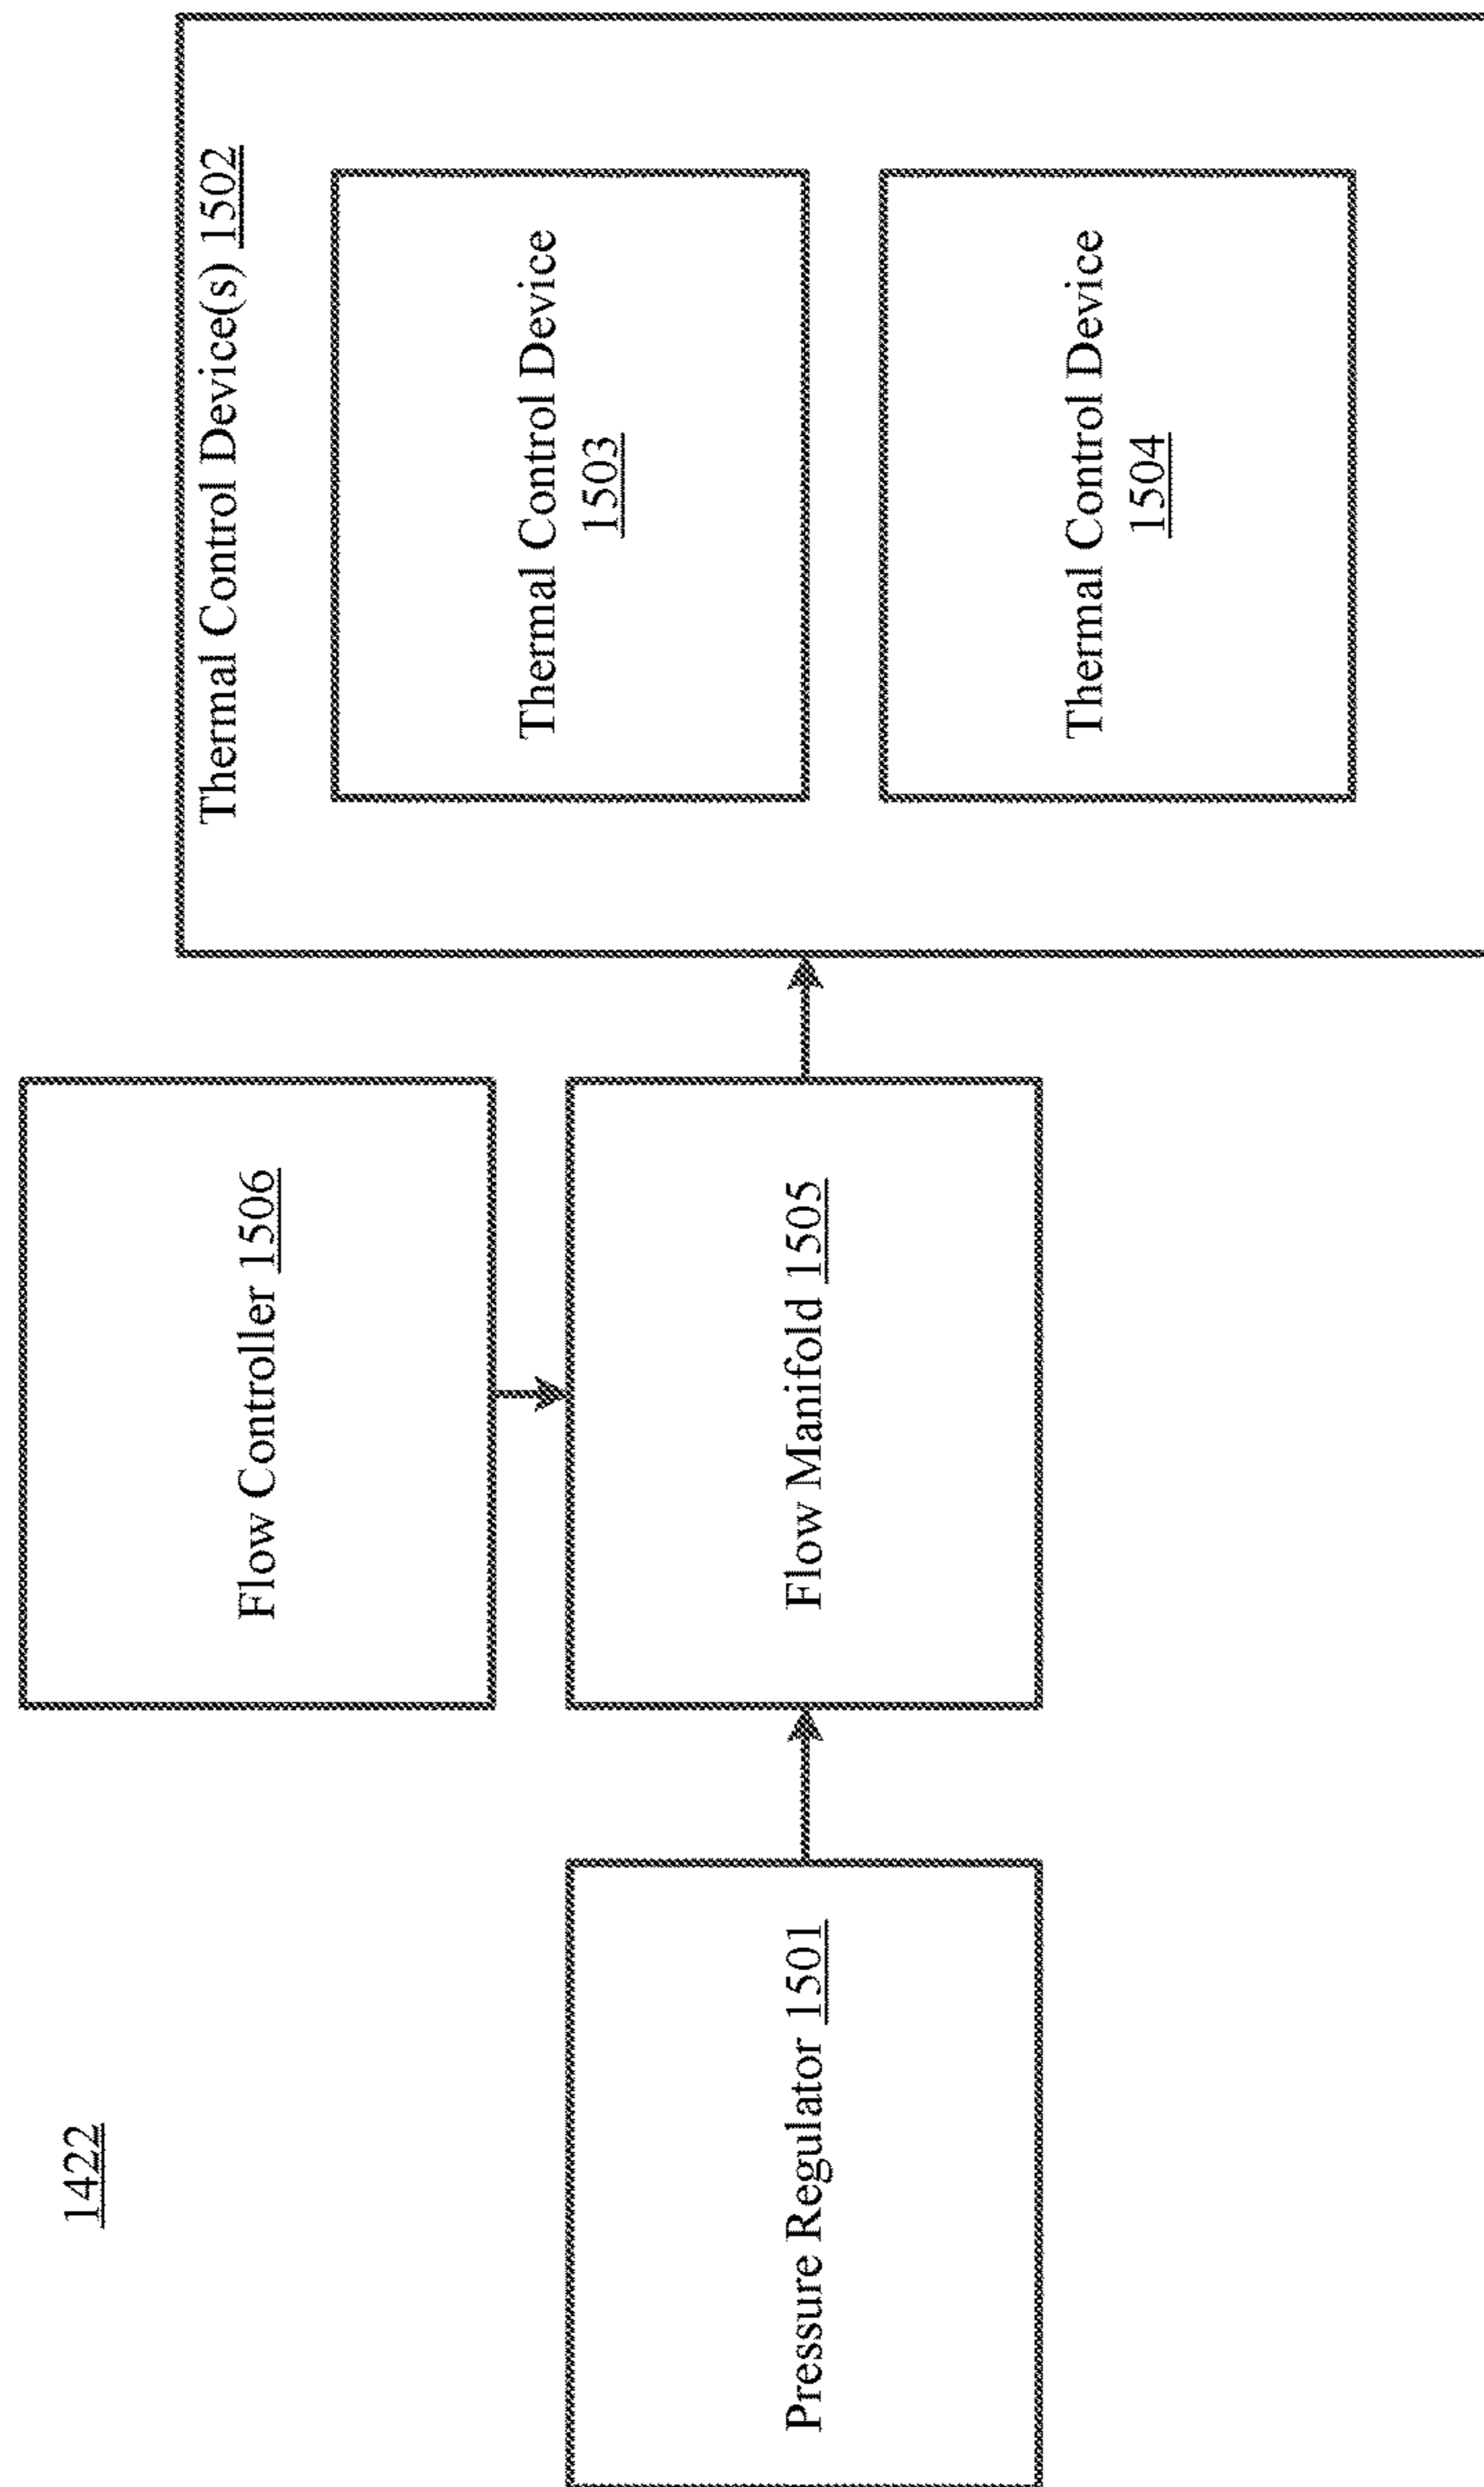 1422
Flow Controller 1506
Pressure Regulator 1501
Flow Manifold 1505
Thermal Control Device(s) 1502
Thermal Control Device
1503
Thermal Control Device
1504